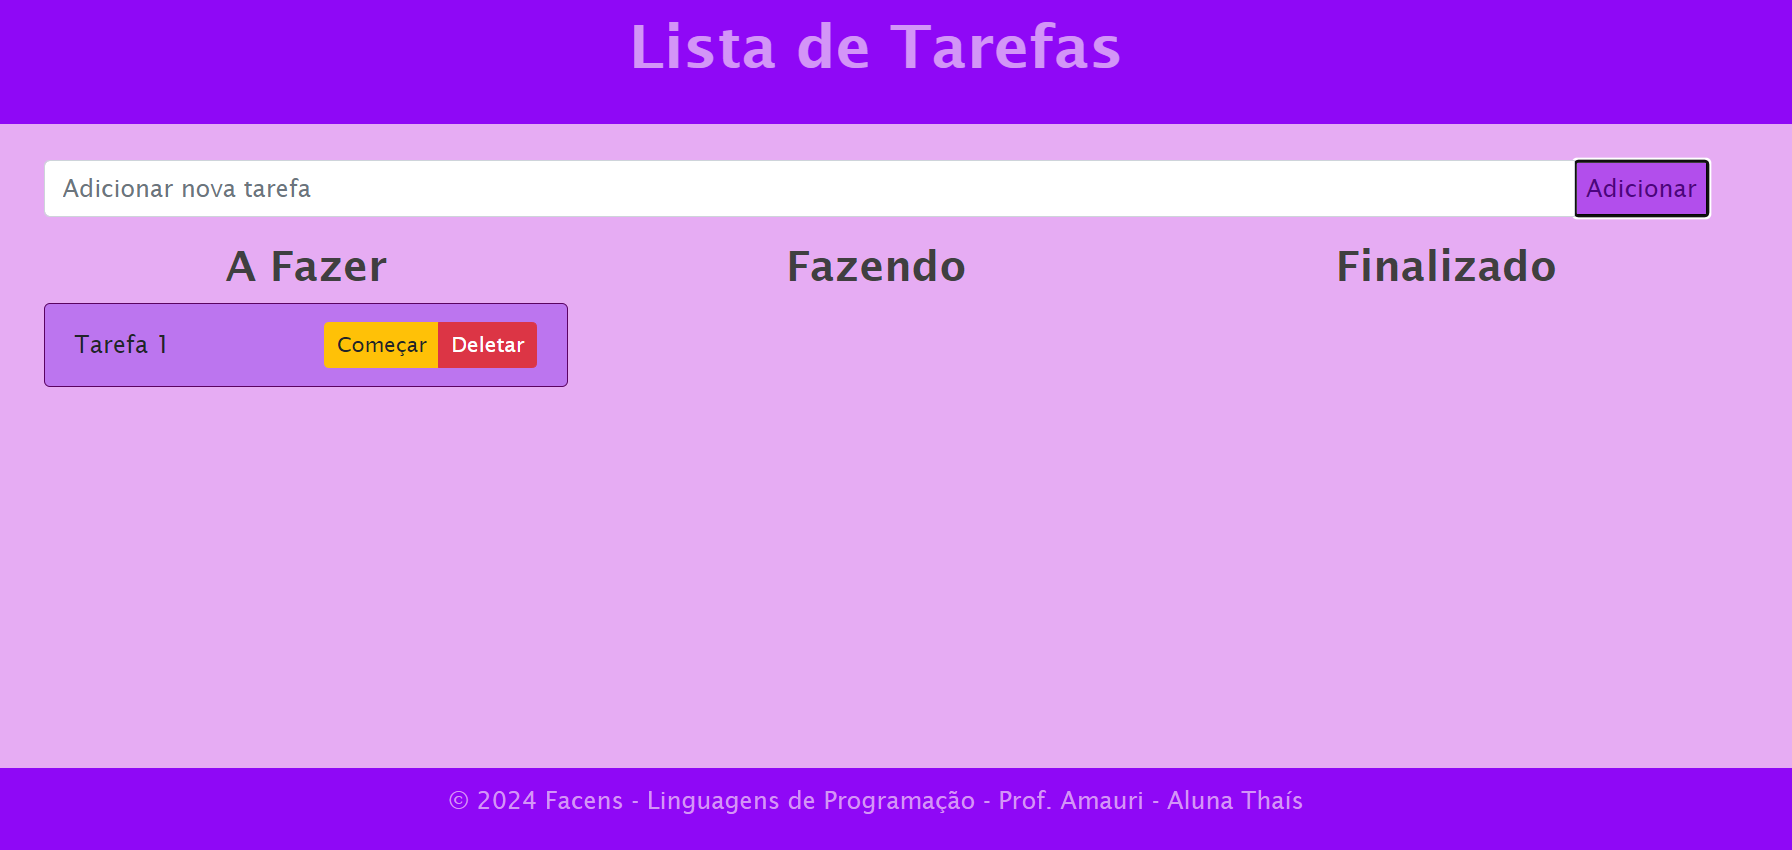 Lista de Tarefas
Adicionar nova tarefa
Adicionar
A Fazer
Fazendo
Finalizado
Tarefa 1
Começar
Deletar
© 2024 Facens - Linguagens de Programação - Prof. Amauri - Aluna Thaís